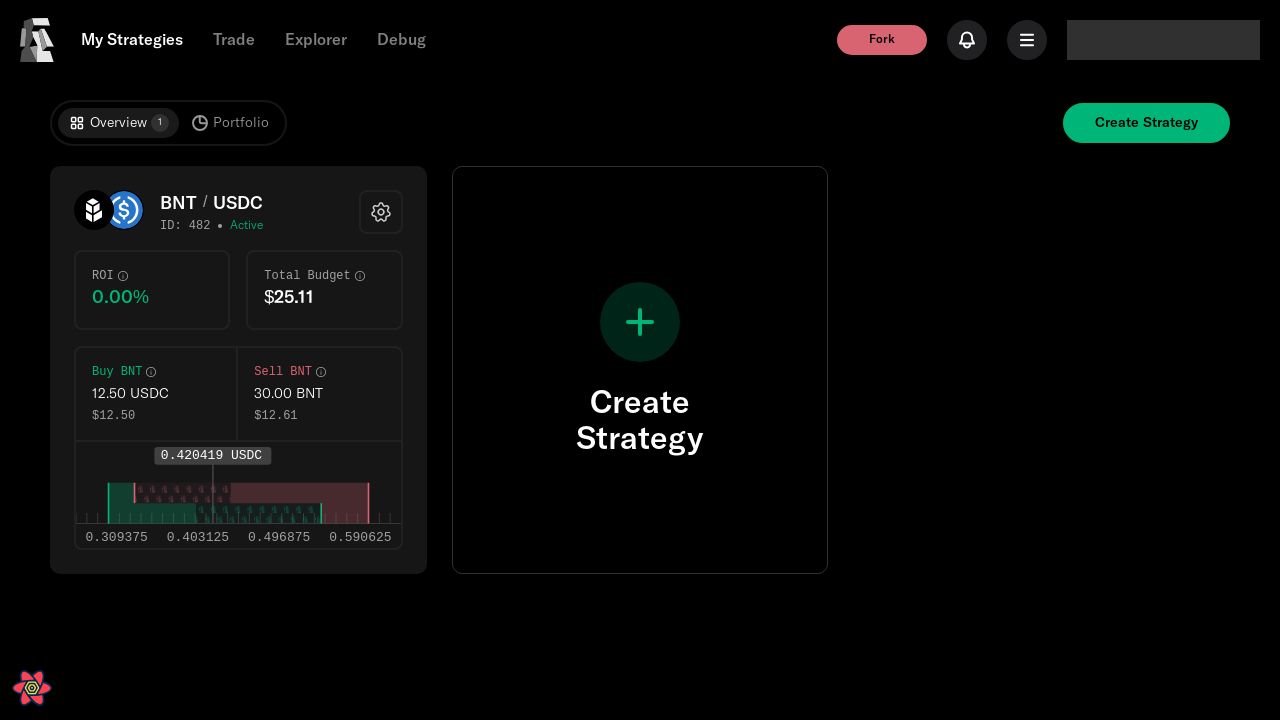 My Strategies
Trade
Explorer
Debug
Fork
Overview 1
Portfolio
Create Strategy
BNT / USDC
ID: 482 • Active
ROI
0.00%
Total Budget
$25.11
Buy BNT
12.50 USDC
$12.50
Sell BNT
30.00 BNT
$12.61
0.420419 USDC
0.309375 0.403125 0.496875 0.590625
Create
Strategy